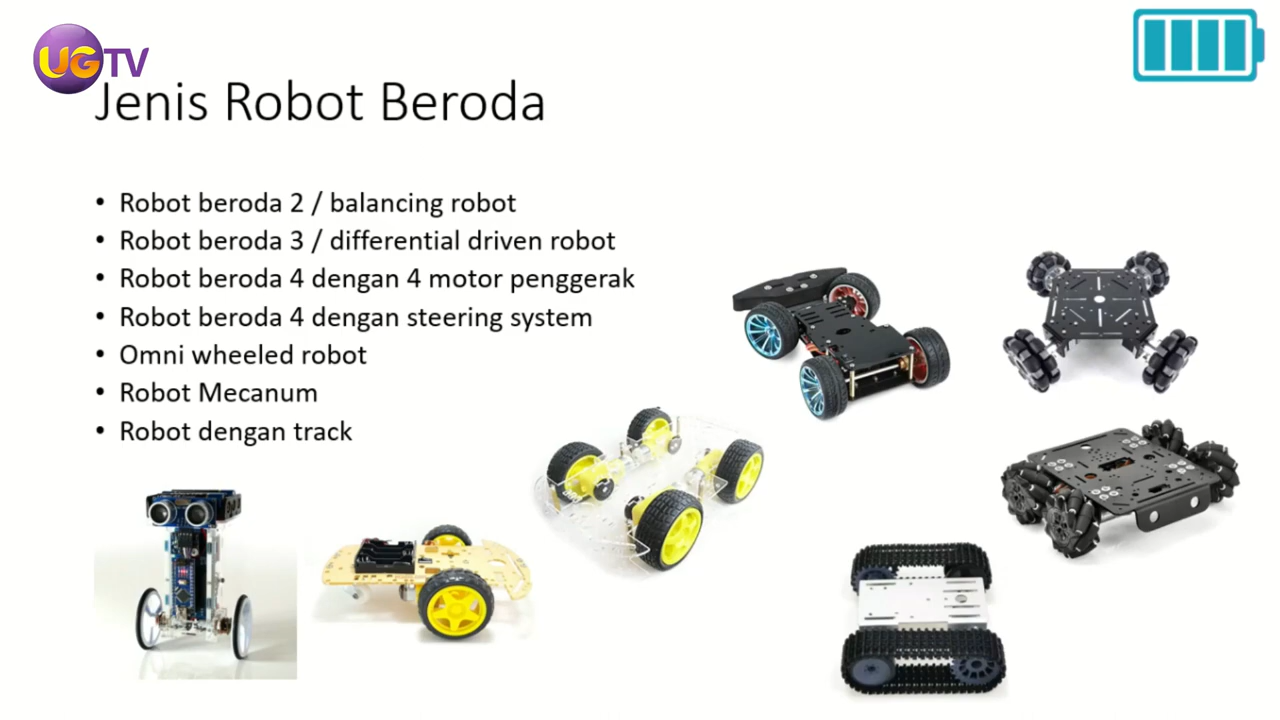 UGTV
Jenis Robot Beroda
• Robot beroda 2 / balancing robot
• Robot beroda 3 / differential driven robot
• Robot beroda 4 dengan 4 motor penggerak
• Robot beroda 4 dengan steering system
• Omni wheeled robot
• Robot Mecanum
• Robot dengan track